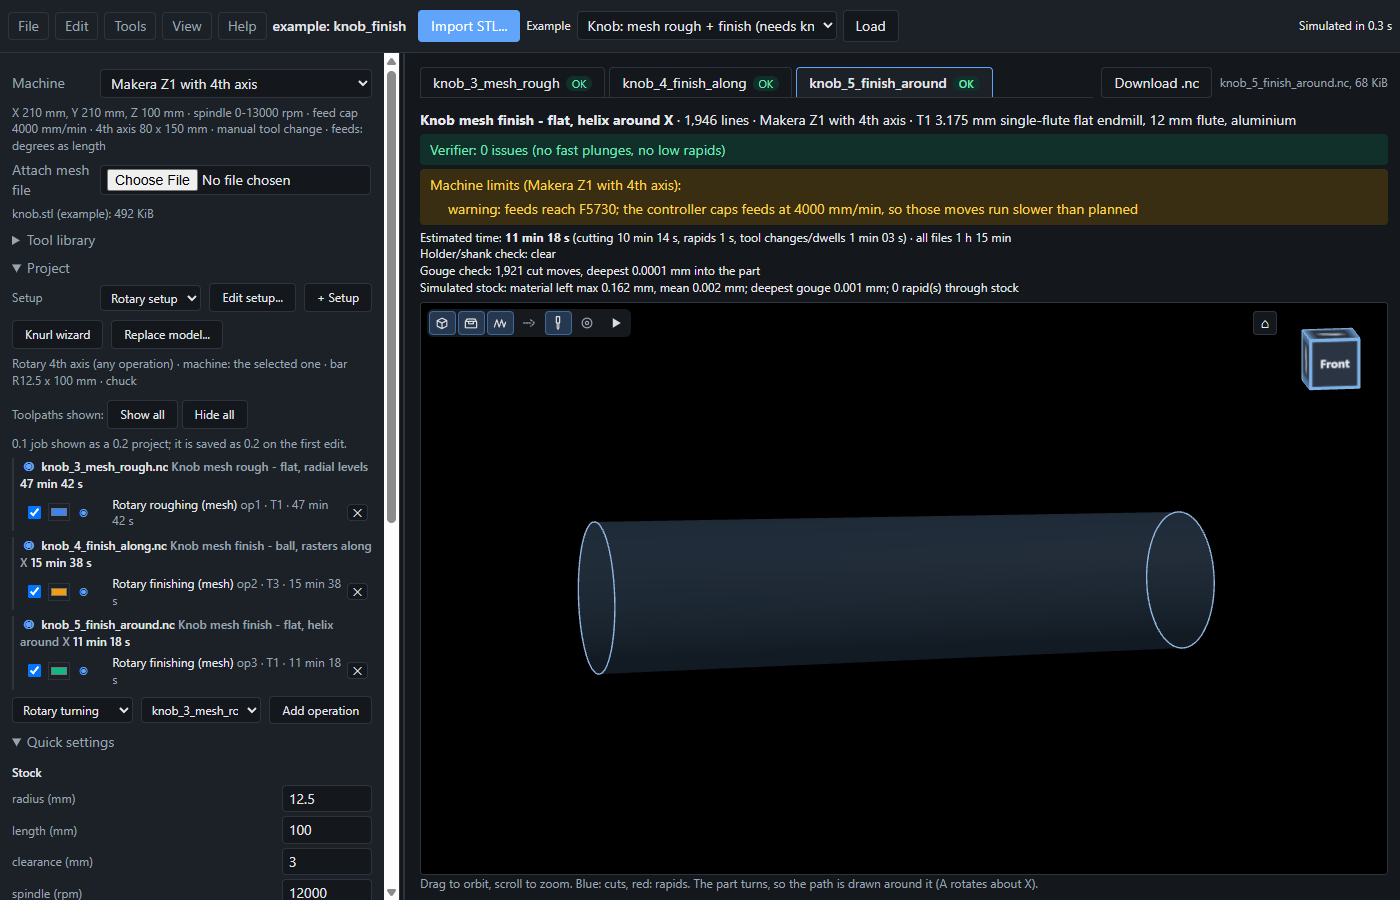 File Edit Tools View Help example: knob_finish Import STL... Example Knob: mesh rough + finish (needs kn Load Simulated in 0.3 s
Machine Makera Z1 with 4th axis
X 210 mm, Y 210 mm, Z 100 mm · spindle 0-13000 rpm · feed cap
4000 mm/min · 4th axis 80 x 150 mm · manual tool change · feeds:
degrees as length
Attach mesh file Choose File No file chosen
knob.stl (example): 492 KiB
Tool library
Project
Setup Rotary setup Edit setup... + Setup
Knurl wizard Replace model...
Rotary 4th axis (any operation) · machine: the selected one · bar
R12.5 x 100 mm · chuck
Toolpaths shown: Show all Hide all
0.1 job shown as a 0.2 project; it is saved as 0.2 on the first edit.
knob_3_mesh_rough.nc Knob mesh rough - flat, radial levels
47 min 42 s
Rotary roughing (mesh) op1 · T1 · 47 min
42 s
knob_4_finish_along.nc Knob mesh finish - ball, rasters along
X 15 min 38 s
Rotary finishing (mesh) op2 · T3 · 15 min 38
s
knob_5_finish_around.nc Knob mesh finish - flat, helix
around X 11 min 18 s
Rotary finishing (mesh) op3 · T1 · 11 min 18
s
Rotary turning knob_3_mesh_rc Add operation
Quick settings
Stock
radius (mm) 12.5
length (mm) 100
clearance (mm) 3
spindle (rpm) 12000
knob_3_mesh_rough OK knob_4_finish_along OK knob_5_finish_around OK Download .nc knob_5_finish_around.nc, 68 KiB
Knob mesh finish - flat, helix around X · 1,946 lines · Makera Z1 with 4th axis · T1 3.175 mm single-flute flat endmill, 12 mm flute, aluminium
Verifier: 0 issues (no fast plunges, no low rapids)
Machine limits (Makera Z1 with 4th axis):
warning: feeds reach F5730; the controller caps feeds at 4000 mm/min, so those moves run slower than planned
Estimated time: 11 min 18 s (cutting 10 min 14 s, rapids 1 s, tool changes/dwells 1 min 03 s) · all files 1 h 15 min
Holder/shank check: clear
Gouge check: 1,921 cut moves, deepest 0.0001 mm into the part
Simulated stock: material left max 0.162 mm, mean 0.002 mm; deepest gouge 0.001 mm; 0 rapid(s) through stock
Front
Drag to orbit, scroll to zoom. Blue: cuts, red: rapids. The part turns, so the path is drawn around it (A rotates about X).